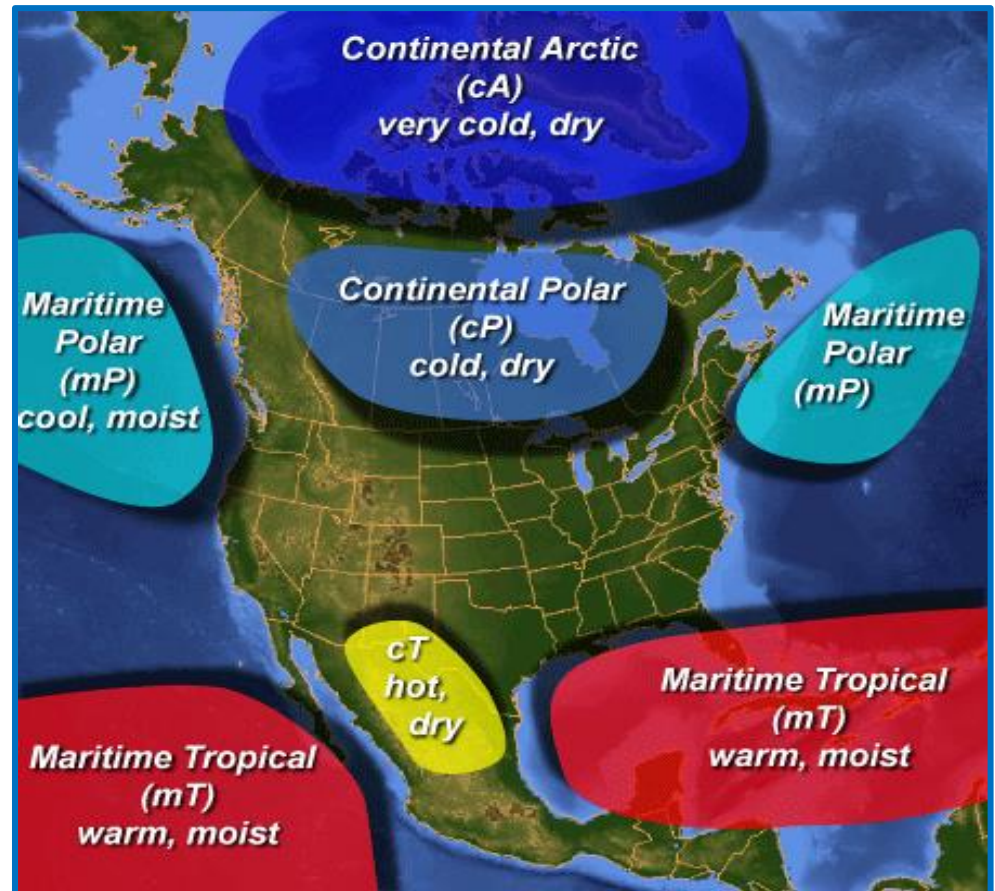 Continental Arctic
(cA)
very cold, dry
Maritime
Polar
(mP)
cool, moist
Continental Polar
(cP)
cold, dry
Maritime
Polar
(mP)
cT
hot,
dry
Maritime Tropical
(mT)
warm, moist
Maritime Tropical
(mT)
warm, moist